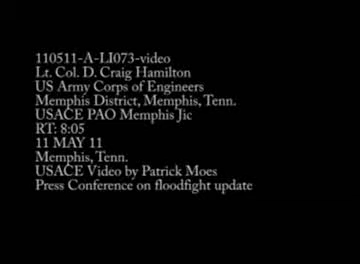 110511-A-LI073-video
Lt. Col. D. Craig Hamilton
US Army Corps of Engineers
Memphis District, Memphis, Tenn.
USACE PAO Memphis Jic
RT: 8:05
11 MAY 11
Memphis, Tenn.
USACE Video by Patrick Moes
Press Conference on floodfight update